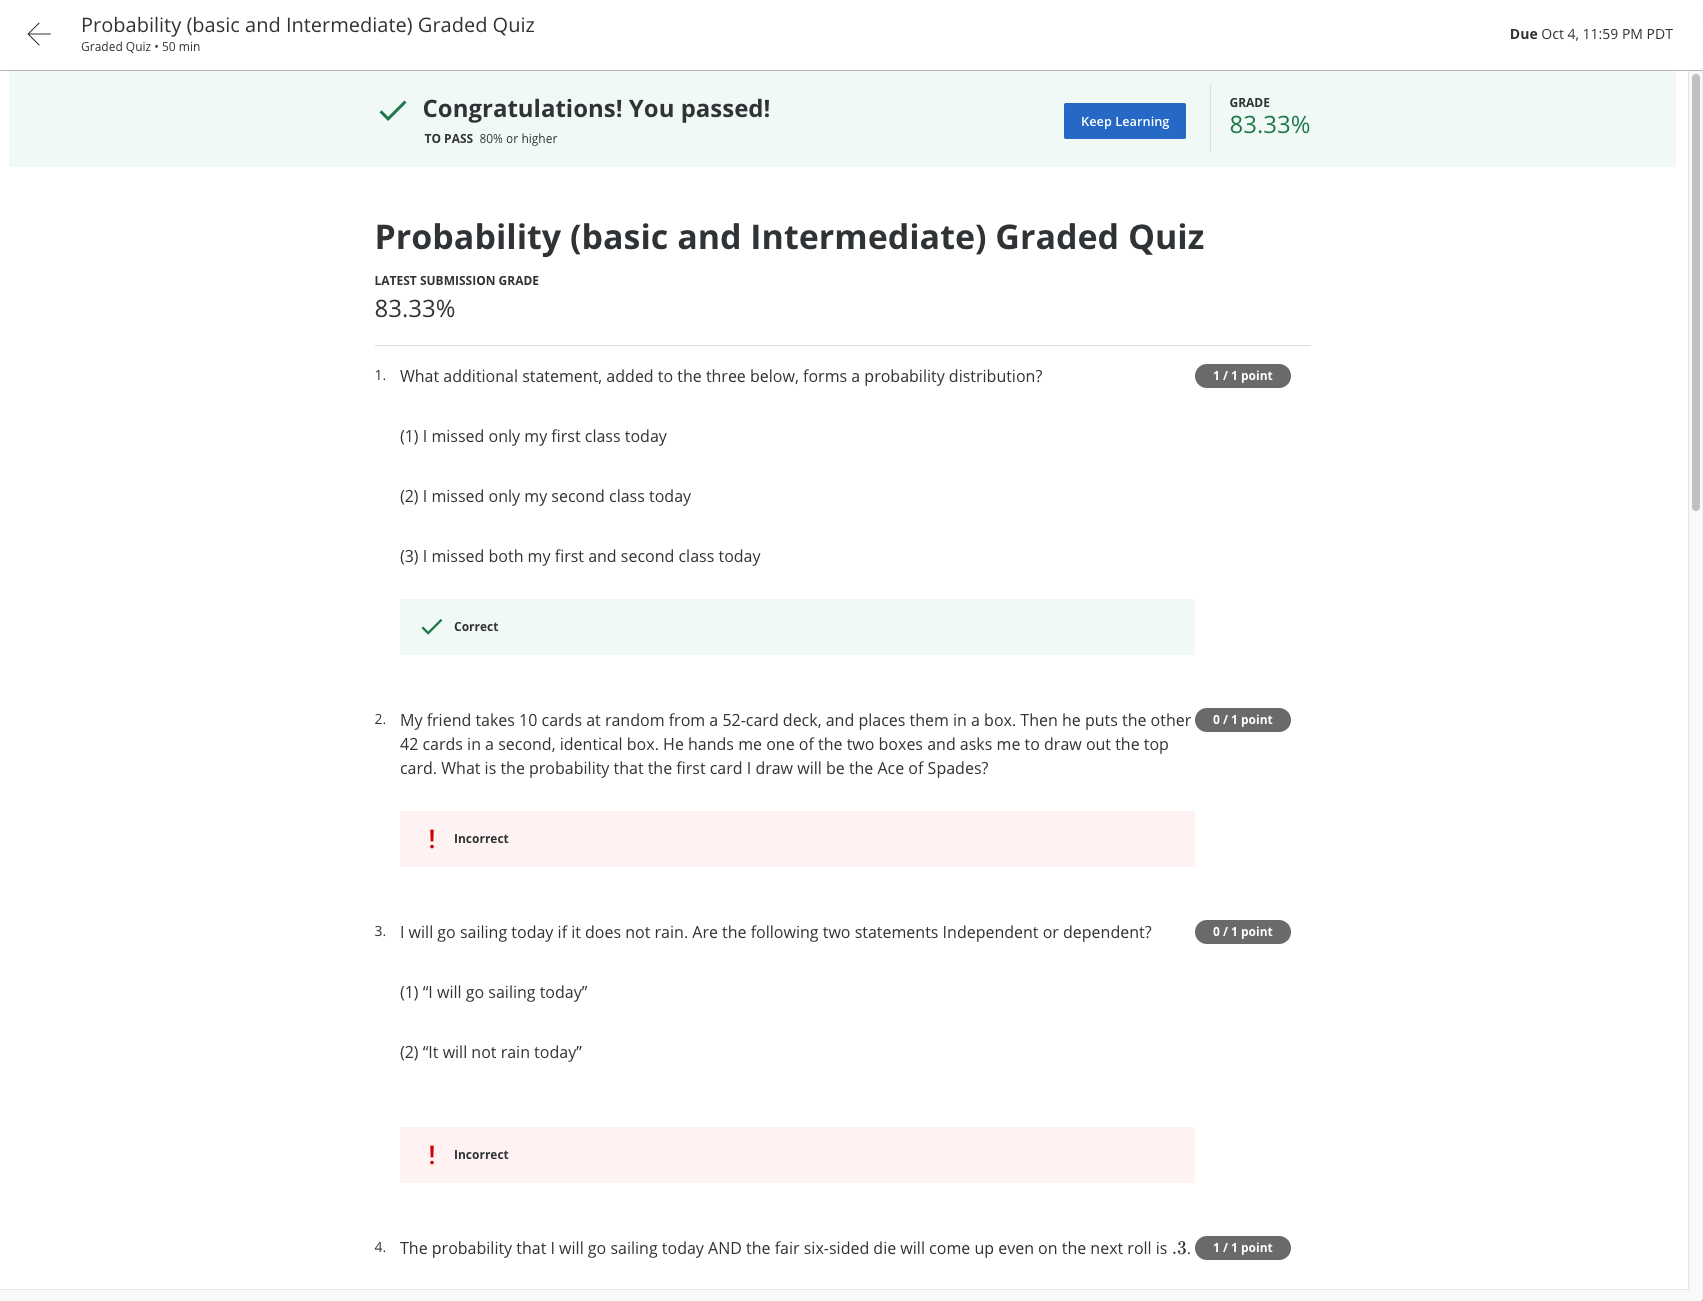 Probability (basic and Intermediate) Graded Quiz
Graded Quiz • 50 min
Due Oct 4, 11:59 PM PDT
Congratulations! You passed!
TO PASS 80% or higher
Keep Learning
GRADE
83.33%
Probability (basic and Intermediate) Graded Quiz
LATEST SUBMISSION GRADE
83.33%
1. What additional statement, added to the three below, forms a probability distribution?
1 / 1 point
(1) I missed only my first class today
(2) I missed only my second class today
(3) I missed both my first and second class today
Correct
2. My friend takes 10 cards at random from a 52-card deck, and places them in a box. Then he puts the other
0 / 1 point
42 cards in a second, identical box. He hands me one of the two boxes and asks me to draw out the top
card. What is the probability that the first card I draw will be the Ace of Spades?
Incorrect
3. I will go sailing today if it does not rain. Are the following two statements Independent or dependent?
0 / 1 point
(1) “I will go sailing today”
(2) “It will not rain today”
Incorrect
4. The probability that I will go sailing today AND the fair six-sided die will come up even on the next roll is .3.
1 / 1 point